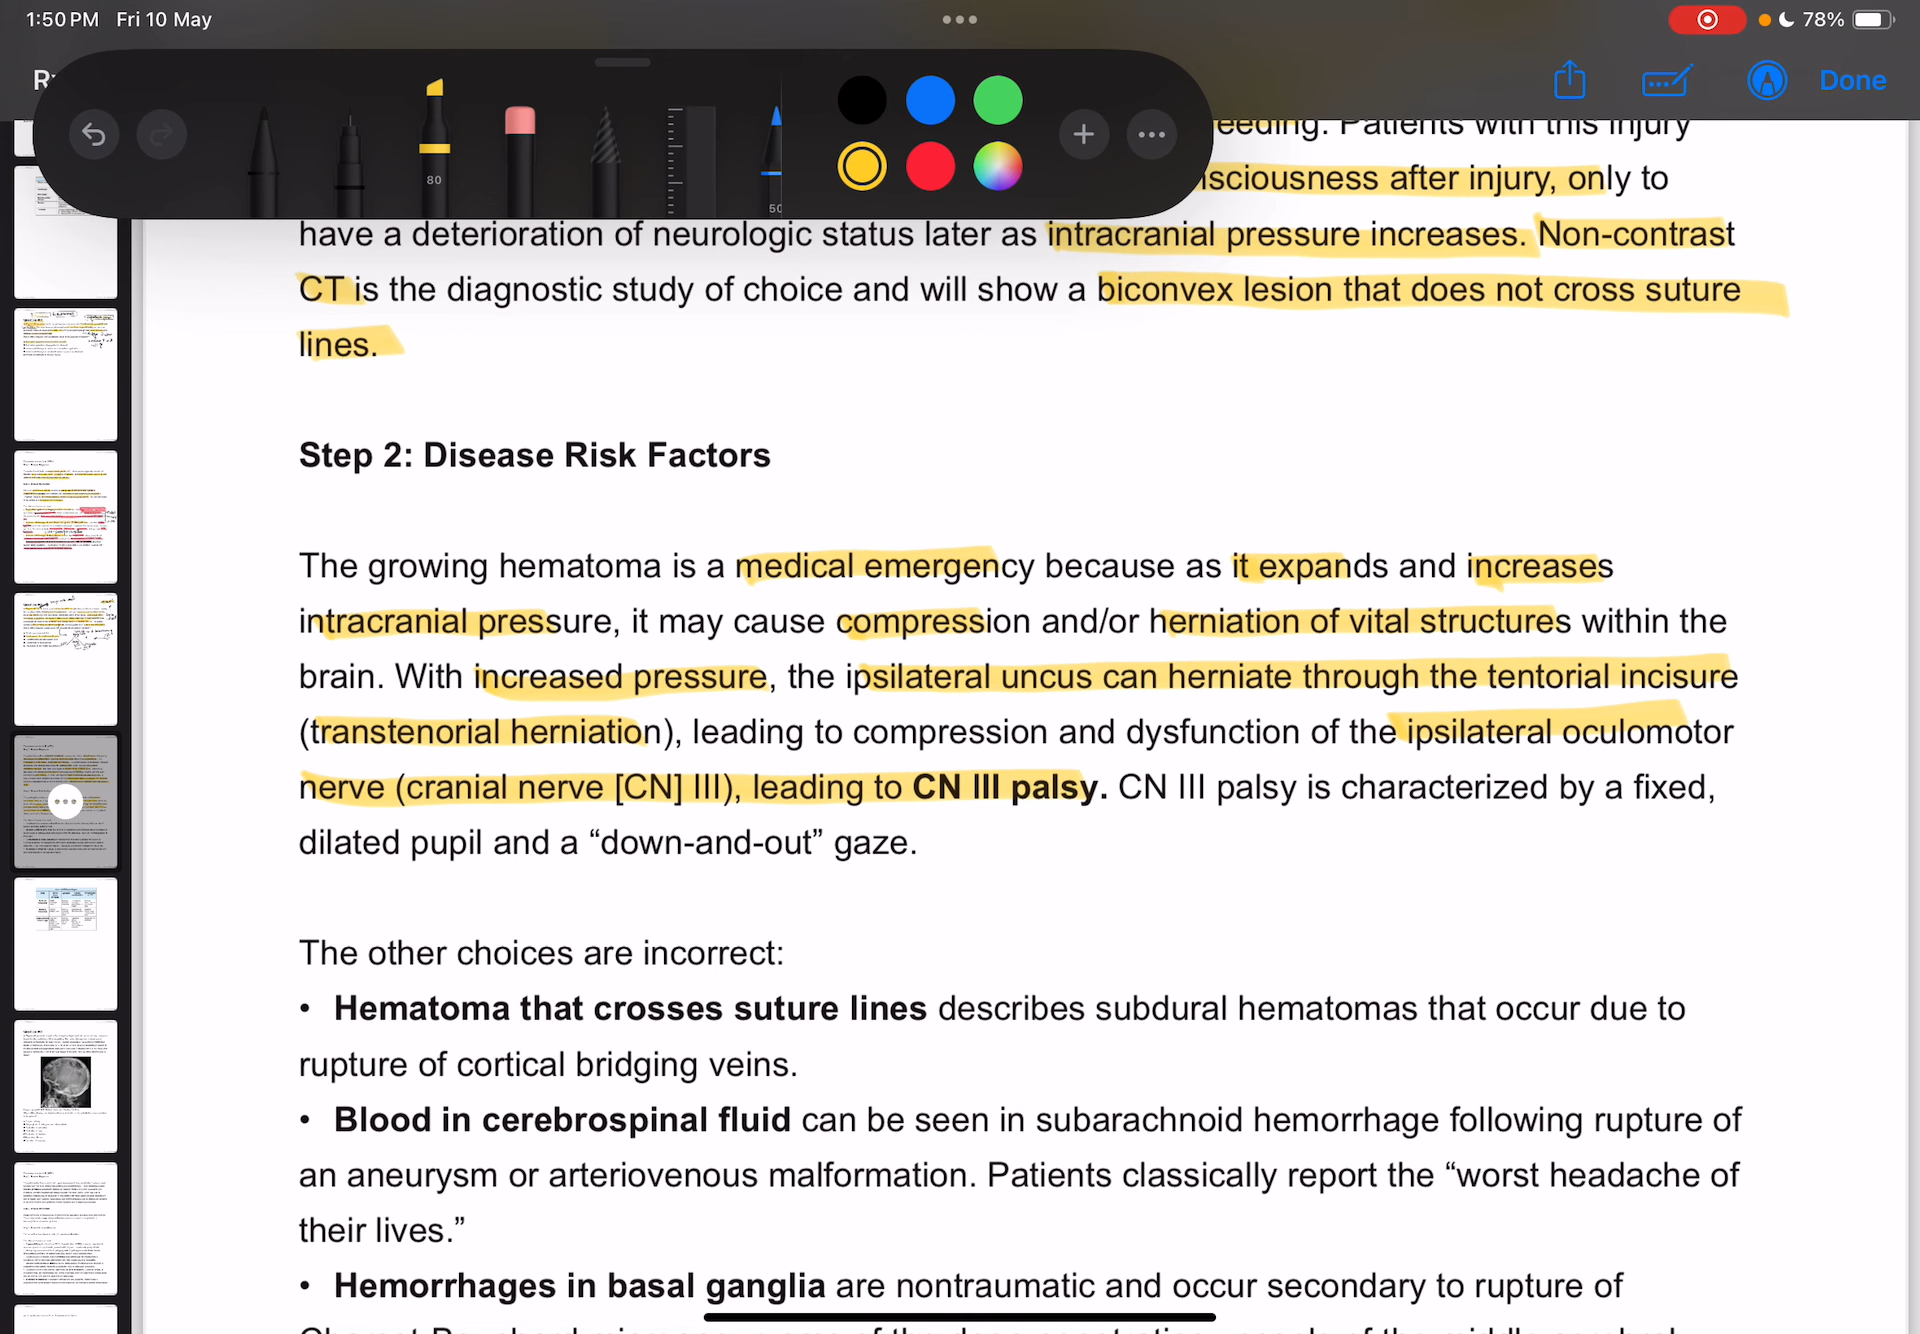 1:50 PM Fri 10 May
78%
Done
80
50
eeding. Patients with this injury
sciousness after injury, only to
have a deterioration of neurologic status later as intracranial pressure increases. Non-contrast
CT is the diagnostic study of choice and will show a biconvex lesion that does not cross suture
lines.
Step 2: Disease Risk Factors
The growing hematoma is a medical emergency because as it expands and increases
intracranial pressure, it may cause compression and/or herniation of vital structures within the
brain. With increased pressure, the ipsilateral uncus can herniate through the tentorial incisure
(transtenorial herniation), leading to compression and dysfunction of the ipsilateral oculomotor
nerve (cranial nerve [CN] III), leading to CN III palsy. CN III palsy is characterized by a fixed,
dilated pupil and a “down-and-out” gaze.
The other choices are incorrect:
• Hematoma that crosses suture lines describes subdural hematomas that occur due to
rupture of cortical bridging veins.
• Blood in cerebrospinal fluid can be seen in subarachnoid hemorrhage following rupture of
an aneurysm or arteriovenous malformation. Patients classically report the “worst headache of
their lives.”
• Hemorrhages in basal ganglia are nontraumatic and occur secondary to rupture of